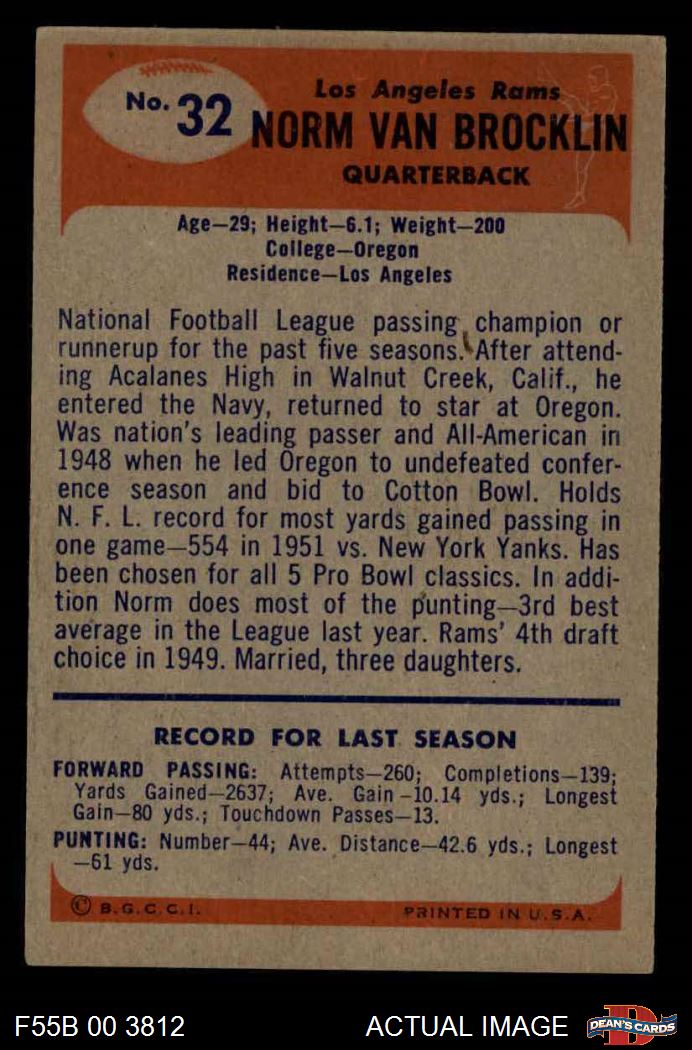 Los Angeles Rams
No. 32 NORM VAN BROCKLIN
QUARTERBACK
Age—29; Height—6.1; Weight—200
College—Oregon
Residence—Los Angeles
National Football League passing champion or
runnerup for the past five seasons. After attend-
ing Acalanes High in Walnut Creek, Calif., he
entered the Navy, returned to star at Oregon.
Was nation's leading passer and All-American in
1948 when he led Oregon to undefeated confer-
ence season and bid to Cotton Bowl. Holds
N. F. L. record for most yards gained passing in
one game—554 in 1951 vs. New York Yanks. Has
been chosen for all 5 Pro Bowl classics. In addi-
tion Norm does most of the punting—3rd best
average in the League last year. Rams' 4th draft
choice in 1949. Married, three daughters.
RECORD FOR LAST SEASON
FORWARD PASSING: Attempts—260; Completions—139;
Yards Gained—2637; Ave. Gain—10.14 yds.; Longest
Gain—80 yds.; Touchdown Passes—13.
PUNTING: Number—44; Ave. Distance—42.6 yds.; Longest
—61 yds.
© B.G.C.C.I. PRINTED IN U.S.A.
F55B 00 3812 ACTUAL IMAGE DEAN'S CARDS